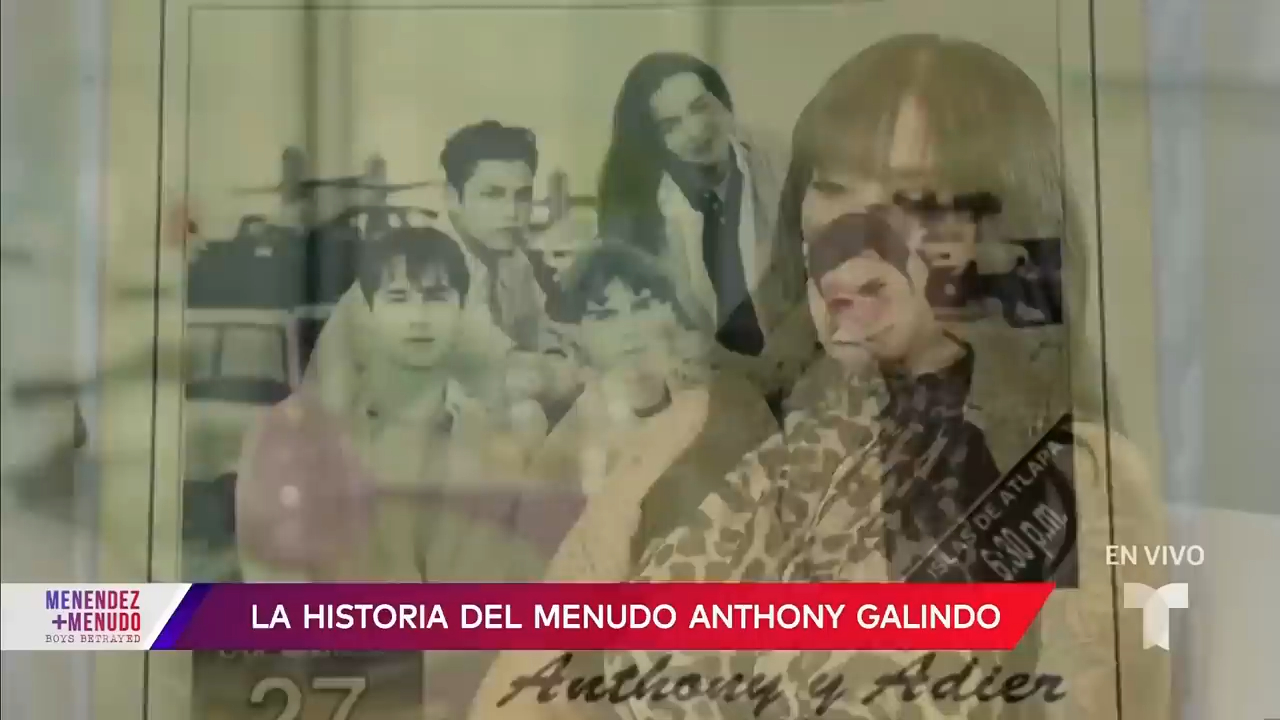 ISLAS DE ATLAPA
6:30 p.m.
EN VIVO
MENENDEZ
+MENUDO
BOYS BETRAYED
LA HISTORIA DEL MENUDO ANTHONY GALINDO
Anthony y Adier
27